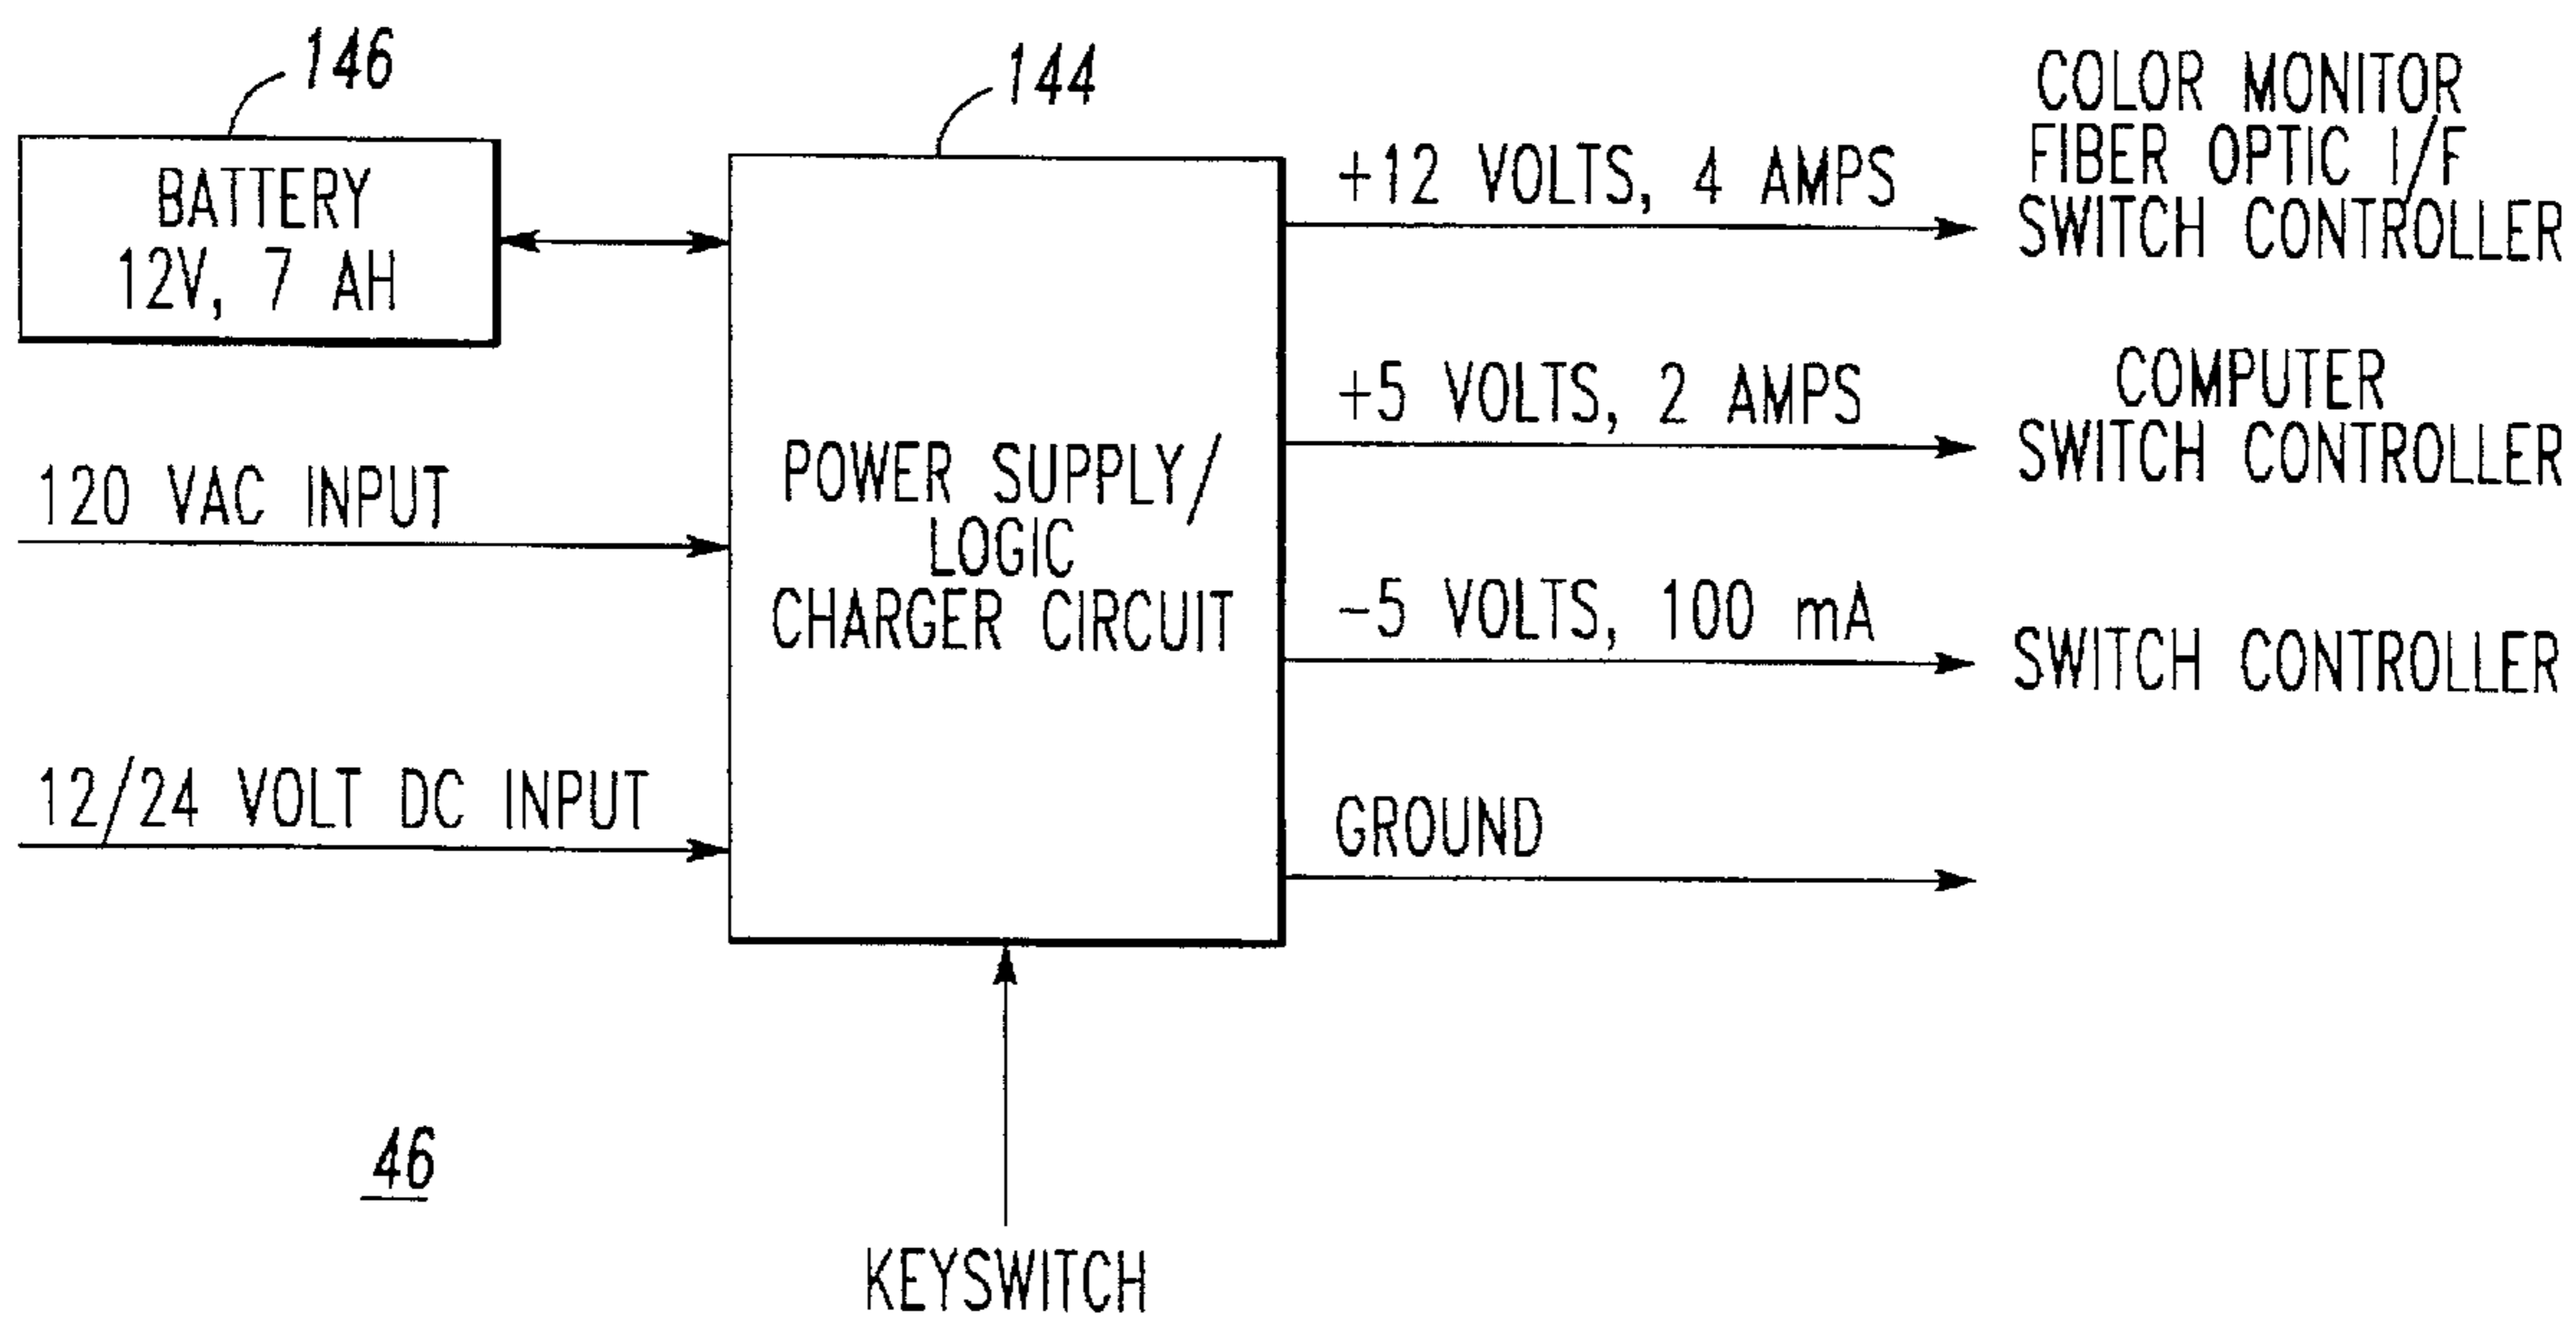 146
BATTERY
12V, 7 AH
120 VAC INPUT
12/24 VOLT DC INPUT
144
POWER SUPPLY/
LOGIC
CHARGER CIRCUIT
KEYSWITCH
+12 VOLTS, 4 AMPS
COLOR MONITOR
FIBER OPTIC I/F
SWITCH CONTROLLER
+5 VOLTS, 2 AMPS
COMPUTER
SWITCH CONTROLLER
-5 VOLTS, 100 mA
SWITCH CONTROLLER
GROUND
46